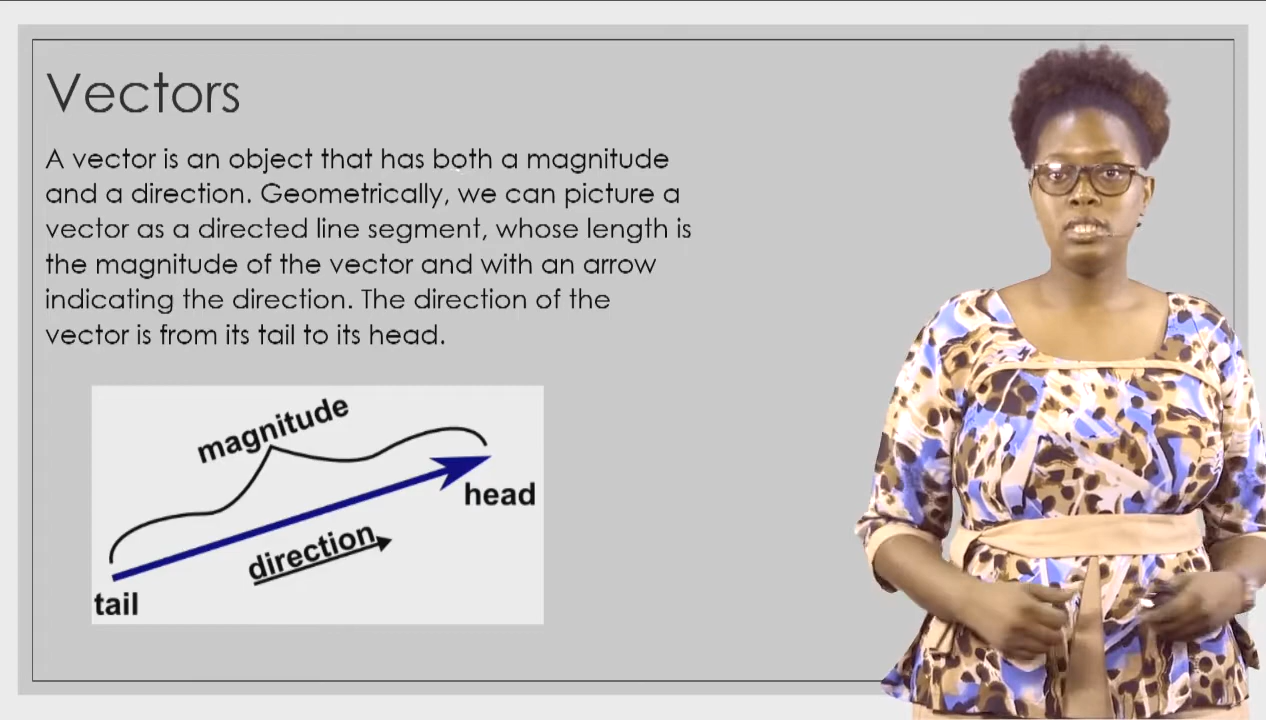 Vectors
A vector is an object that has both a magnitude
and a direction. Geometrically, we can picture a
vector as a directed line segment, whose length is
the magnitude of the vector and with an arrow
indicating the direction. The direction of the
vector is from its tail to its head.
magnitude
head
direction
tail